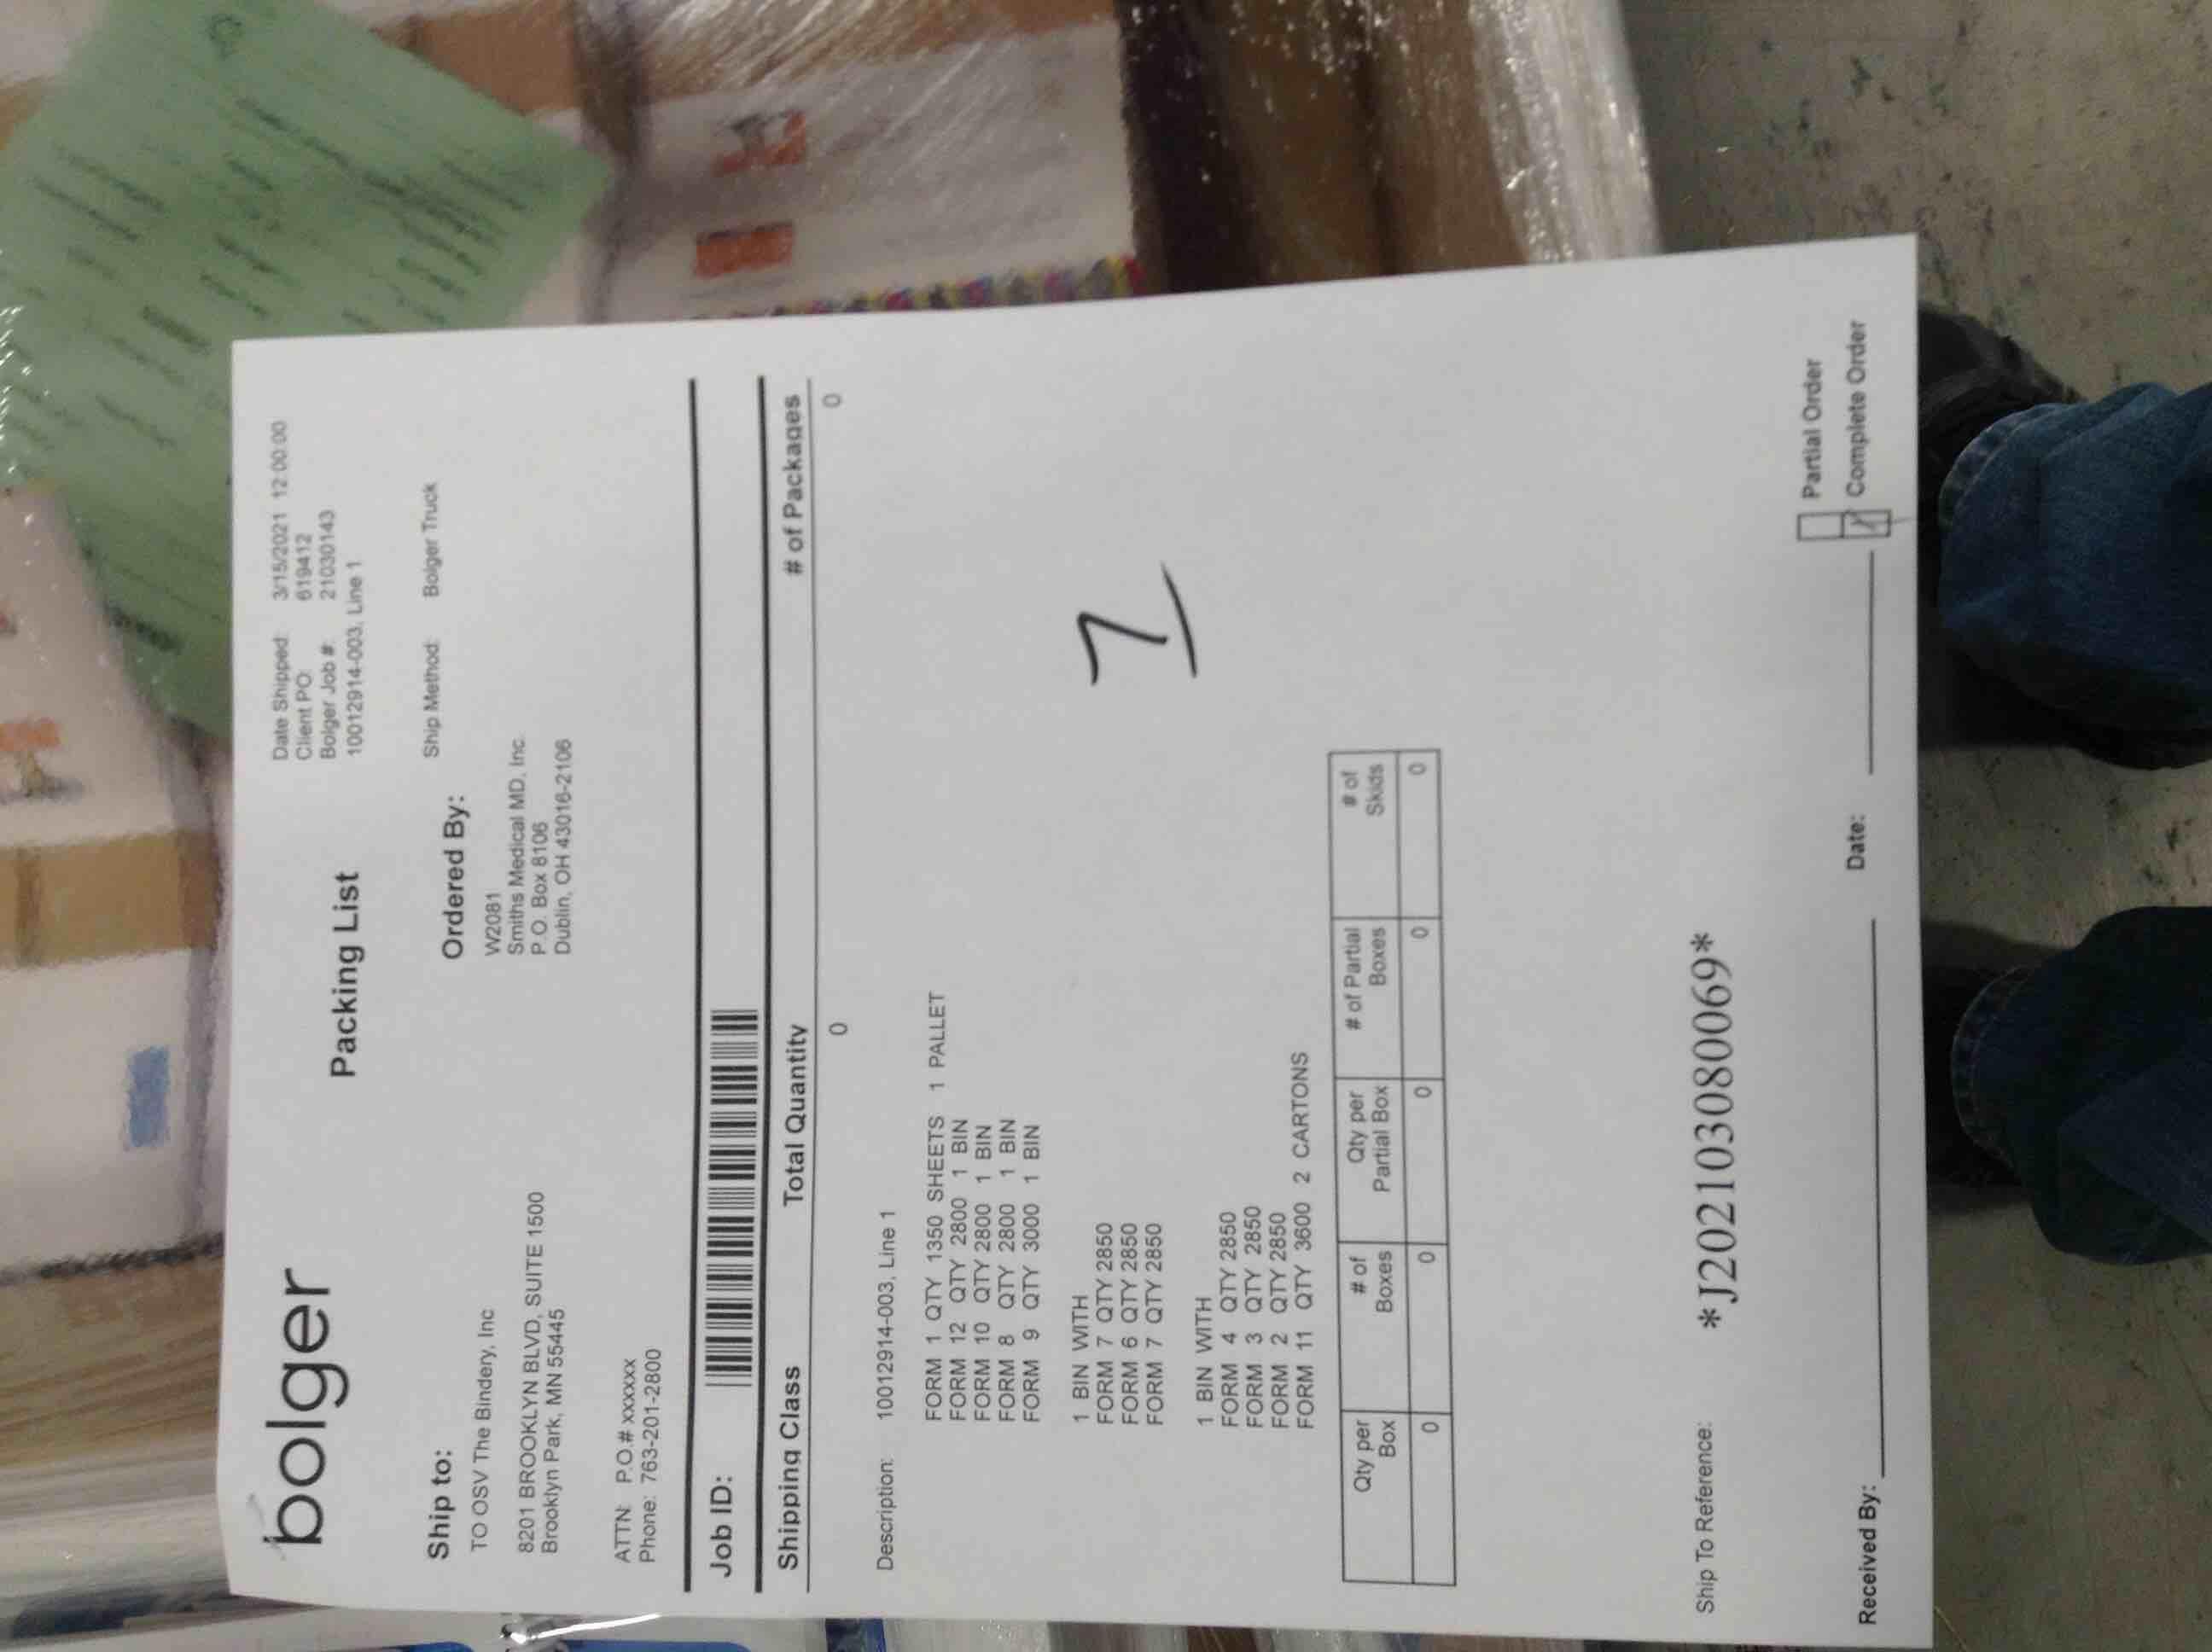 bolger
Packing List
Date Shipped: 3/15/2021 12:00:00
Client PO: 619412
Bolger Job #: 21030143
10012914-003, Line 1
Ship to:
TO OSV The Bindery, Inc
8201 BROOKLYN BLVD, SUITE 1500
Brooklyn Park, MN 55445
ATTN: P.O.# xxxxxx
Phone: 763-201-2800
Ship Method: Bolger Truck
Ordered By:
W2081
Smiths Medical MD, Inc.
P.O. Box 8106
Dublin, OH 43016-2106
Job ID:
Shipping Class Total Quantity # of Packages
0 0
Description: 10012914-003, Line 1
FORM 1 QTY 1350 SHEETS 1 PALLET
FORM 12 QTY 2800 1 BIN
FORM 10 QTY 2800 1 BIN
FORM 8 QTY 2800 1 BIN
FORM 9 QTY 3000 1 BIN
1 BIN WITH
FORM 7 QTY 2850
FORM 6 QTY 2850
FORM 7 QTY 2850
1 BIN WITH
FORM 4 QTY 2850
FORM 3 QTY 2850
FORM 2 QTY 2850
FORM 11 QTY 3600 2 CARTONS
7
Qty per Box # of Boxes Qty per Partial Box # of Partial Boxes # of Skids
0 0 0 0 0
Ship To Reference: *J202103080069*
Partial Order
Received By: Date: Complete Order